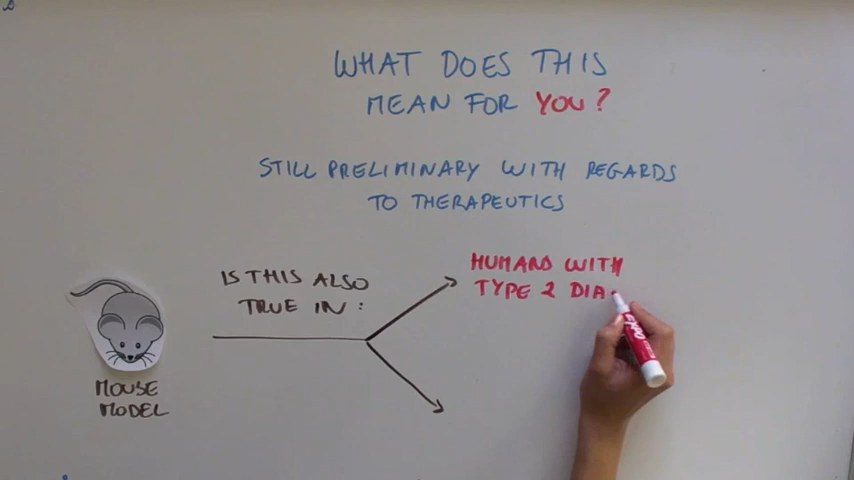 WHAT DOES THIS
MEAN FOR YOU?
STILL PRELIMINARY WITH REGARDS
TO THERAPEUTICS
IS THIS ALSO
TRUE IN:
HUMANS WITH
TYPE 2 DIA
MOUSE
MODEL
EXPO